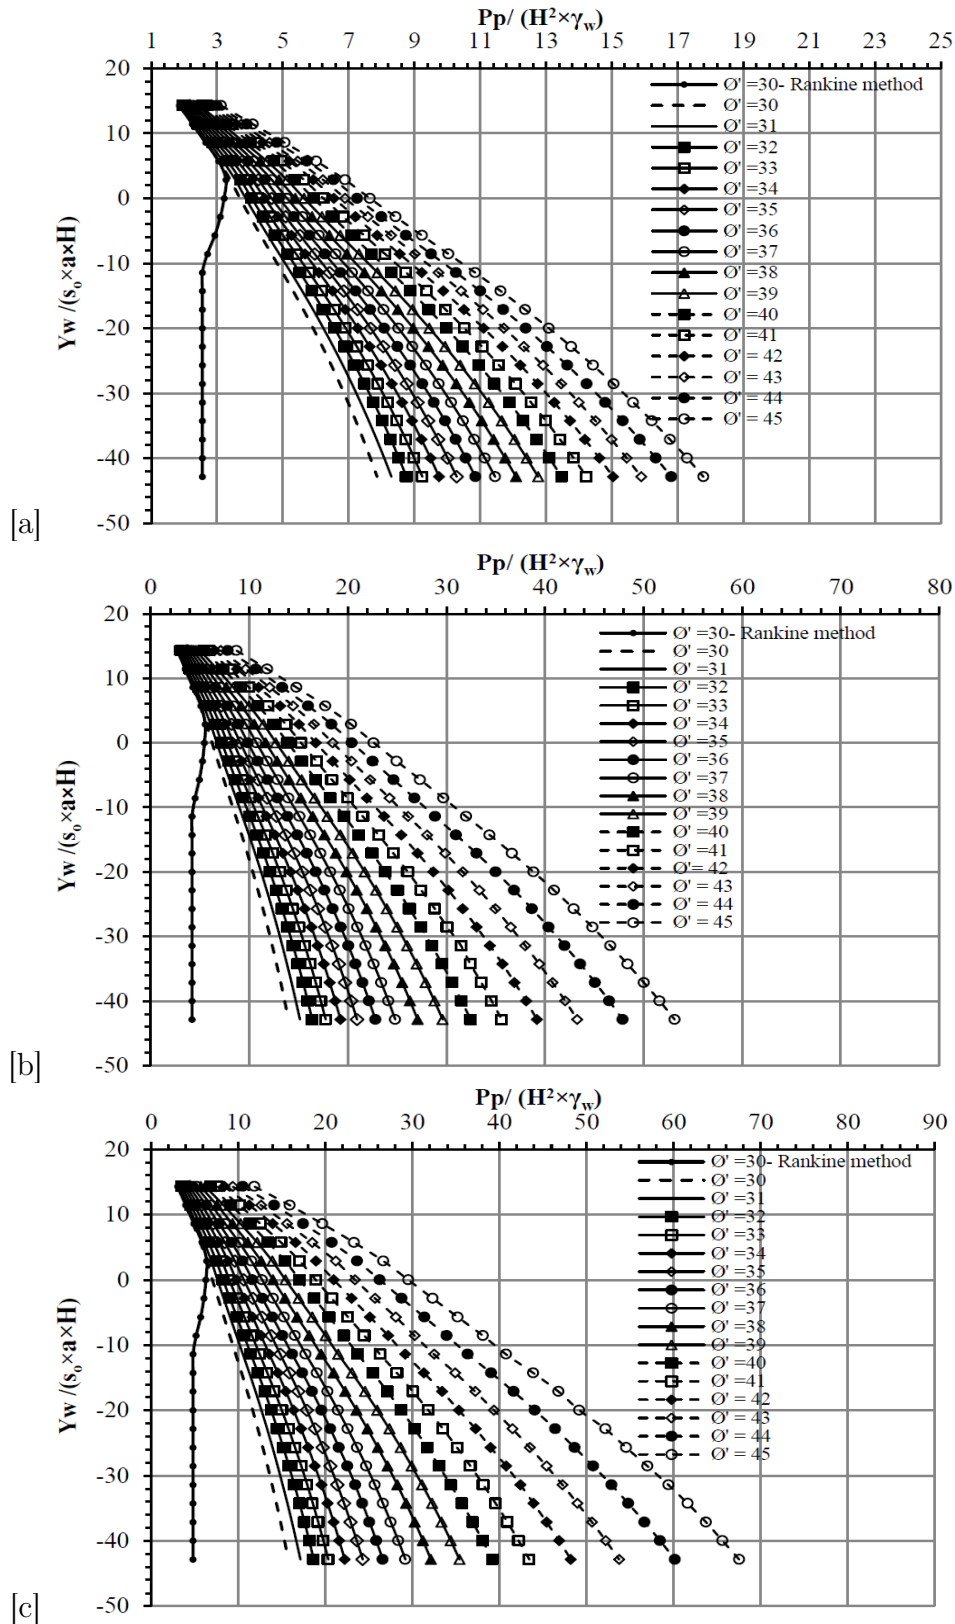 Pp/ (H²×γw)
1 3 5 7 9 11 13 15 17 19 21 23 25
20
10
0
-10
-20
-30
-40
-50
Yw /(sₒ×a×H)
Ø' =30- Rankine method
Ø' =30
Ø' =31
Ø' =32
Ø' =33
Ø' =34
Ø' =35
Ø' =36
Ø' =37
Ø' =38
Ø' =39
Ø' =40
Ø' =41
Ø' = 42
Ø' = 43
Ø' = 44
Ø' = 45
[a]
Pp/ (H²×γw)
0 10 20 30 40 50 60 70 80
20
10
0
-10
-20
-30
-40
-50
Yw /(sₒ×a×H)
Ø' =30- Rankine method
Ø' =30
Ø' =31
Ø' =32
Ø' =33
Ø' =34
Ø' =35
Ø' =36
Ø' =37
Ø' =38
Ø' =39
Ø' =40
Ø' =41
Ø'= 42
Ø' = 43
Ø' = 44
Ø' = 45
[b]
Pp/ (H²×γw)
0 10 20 30 40 50 60 70 80 90
20
10
0
-10
-20
-30
-40
-50
Yw /(sₒ×a×H)
Ø' =30- Rankine method
Ø' =30
Ø' =31
Ø' =32
Ø' =33
Ø' =34
Ø' =35
Ø' =36
Ø' =37
Ø' =38
Ø' =39
Ø' =40
Ø' =41
Ø' = 42
Ø' = 43
Ø' = 44
Ø' = 45
[c]